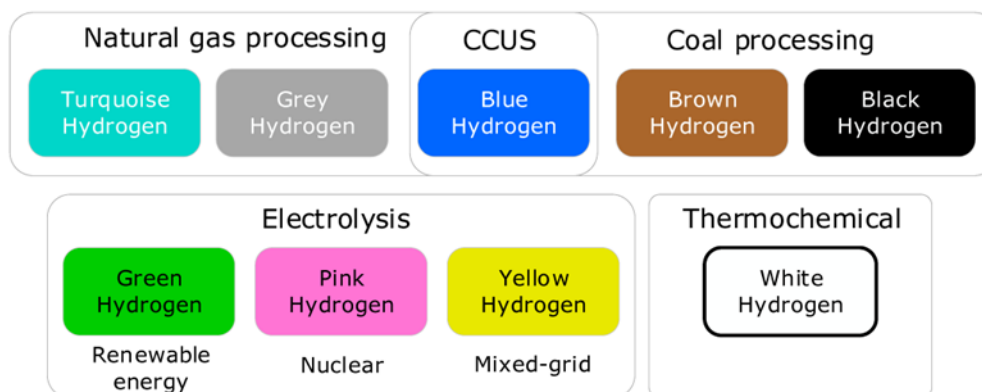 Natural gas processing
CCUS
Coal processing
Turquoise
Hydrogen
Grey
Hydrogen
Blue
Hydrogen
Brown
Hydrogen
Black
Hydrogen
Electrolysis
Thermochemical
Green
Hydrogen
Pink
Hydrogen
Yellow
Hydrogen
White
Hydrogen
Renewable
energy
Nuclear
Mixed-grid